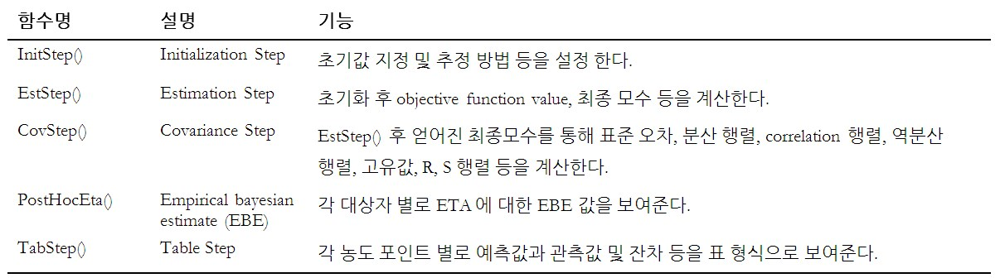 함수명 설명 기능
InitStep() Initialization Step 초기값 지정 및 추정 방법 등을 설정 한다.
EstStep() Estimation Step 초기화 후 objective function value, 최종 모수 등을 계산한다.
CovStep() Covariance Step EstStep() 후 얻어진 최종모수를 통해 표준 오차, 분산 행렬, correlation 행렬, 역분산
행렬, 고유값, R, S 행렬 등을 계산한다.
PostHocEta() Empirical bayesian 각 대상자 별로 ETA 에 대한 EBE 값을 보여준다.
estimate (EBE)
TabStep() Table Step 각 농도 포인트 별로 예측값과 관측값 및 잔차 등을 표 형식으로 보여준다.